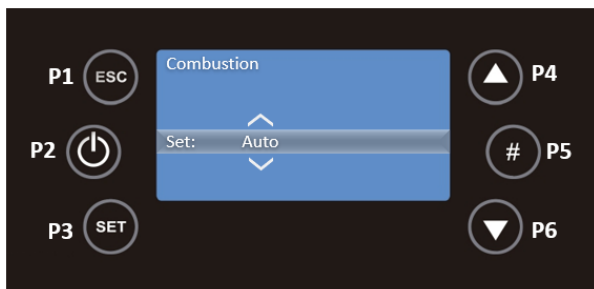 Combustion
Set: Auto
P1 ESC
P2
P3 SET
P4
# P5
P6